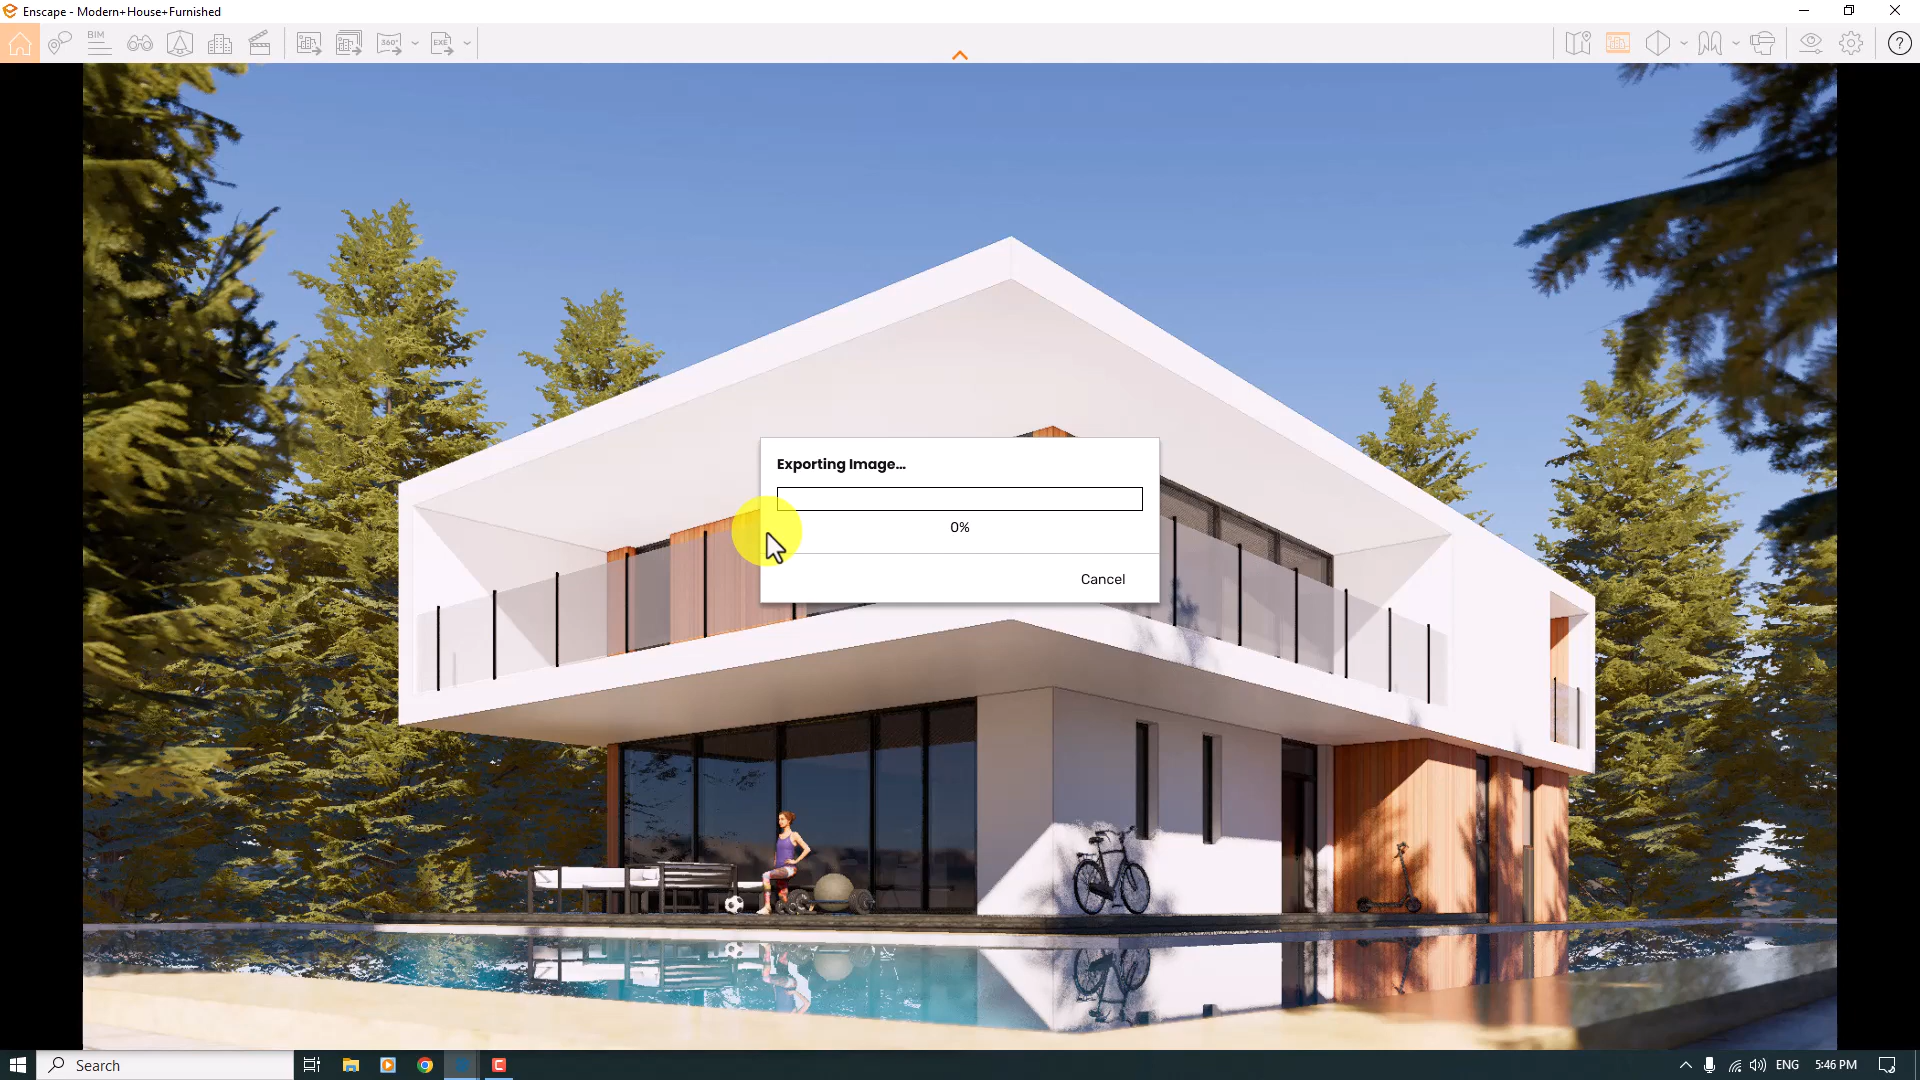 Enscape - Modern+House+Furnished
BIM
360°
EXE
?
Exporting Image...
0%
Cancel
Search
C
ENG
5:46 PM